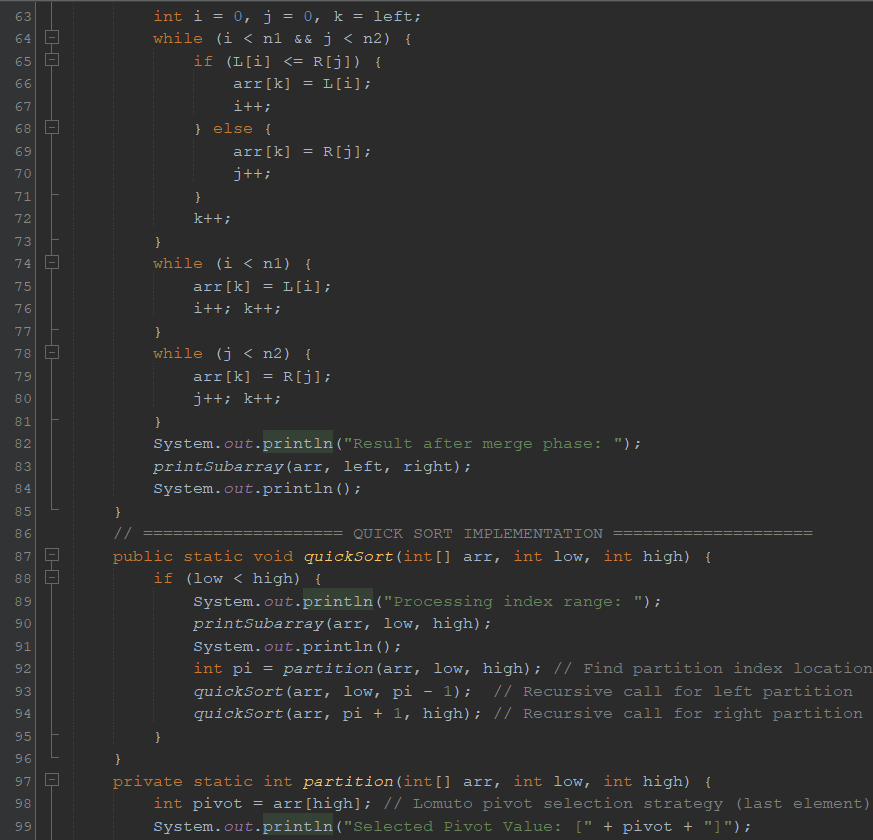 63 int i = 0, j = 0, k = left;
64 while (i < n1 && j < n2) {
65 if (L[i] <= R[j]) {
66 arr[k] = L[i];
67 i++;
68 } else {
69 arr[k] = R[j];
70 j++;
71 }
72 k++;
73 }
74 while (i < n1) {
75 arr[k] = L[i];
76 i++; k++;
77 }
78 while (j < n2) {
79 arr[k] = R[j];
80 j++; k++;
81 }
82 System.out.println("Result after merge phase: ");
83 printSubarray(arr, left, right);
84 System.out.println();
85 }
86 // ==================== QUICK SORT IMPLEMENTATION ====================
87 public static void quickSort(int[] arr, int low, int high) {
88 if (low < high) {
89 System.out.println("Processing index range: ");
90 printSubarray(arr, low, high);
91 System.out.println();
92 int pi = partition(arr, low, high); // Find partition index location
93 quickSort(arr, low, pi - 1);  // Recursive call for left partition
94 quickSort(arr, pi + 1, high); // Recursive call for right partition
95 }
96 }
97 private static int partition(int[] arr, int low, int high) {
98 int pivot = arr[high]; // Lomuto pivot selection strategy (last element)
99 System.out.println("Selected Pivot Value: [" + pivot + "]");